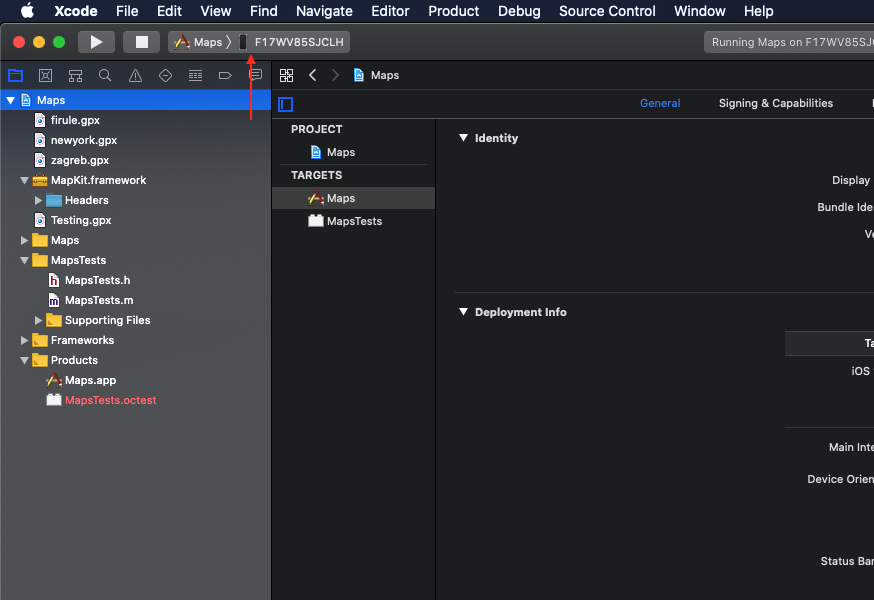 Xcode File Edit View Find Navigate Editor Product Debug Source Control Window Help
Maps F17WV85SJCLH
Running Maps on F17WV85SJC
Maps
General Signing & Capabilities
Maps
firule.gpx
newyork.gpx
zagreb.gpx
MapKit.framework
Headers
Testing.gpx
Maps
MapsTests
MapsTests.h
MapsTests.m
Supporting Files
Frameworks
Products
Maps.app
MapsTests.octest
PROJECT
Maps
TARGETS
Maps
MapsTests
Identity
Display
Bundle Ide
Ve
Deployment Info
Ta
iOS
Main Inte
Device Orien
Status Bar